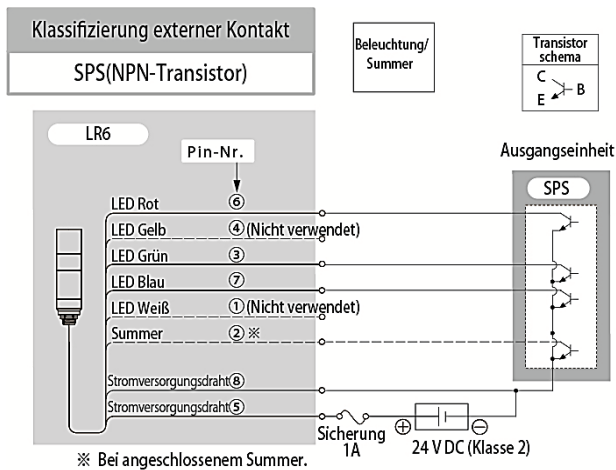 Klassifizierung externer Kontakt
SPS(NPN-Transistor)
Beleuchtung/
Summer
Transistor
schema
C
B
E
LR6
Pin-Nr.
Ausgangseinheit
SPS
LED Rot ⑥
LED Gelb ④ (Nicht verwendet)
LED Grün ③
LED Blau ⑦
LED Weiß ① (Nicht verwendet)
Summer ② ※
Stromversorgungsdraht ⑧
Stromversorgungsdraht ⑤
Sicherung
1A
⊕ ⊖
24 V DC (Klasse 2)
※ Bei angeschlossenem Summer.